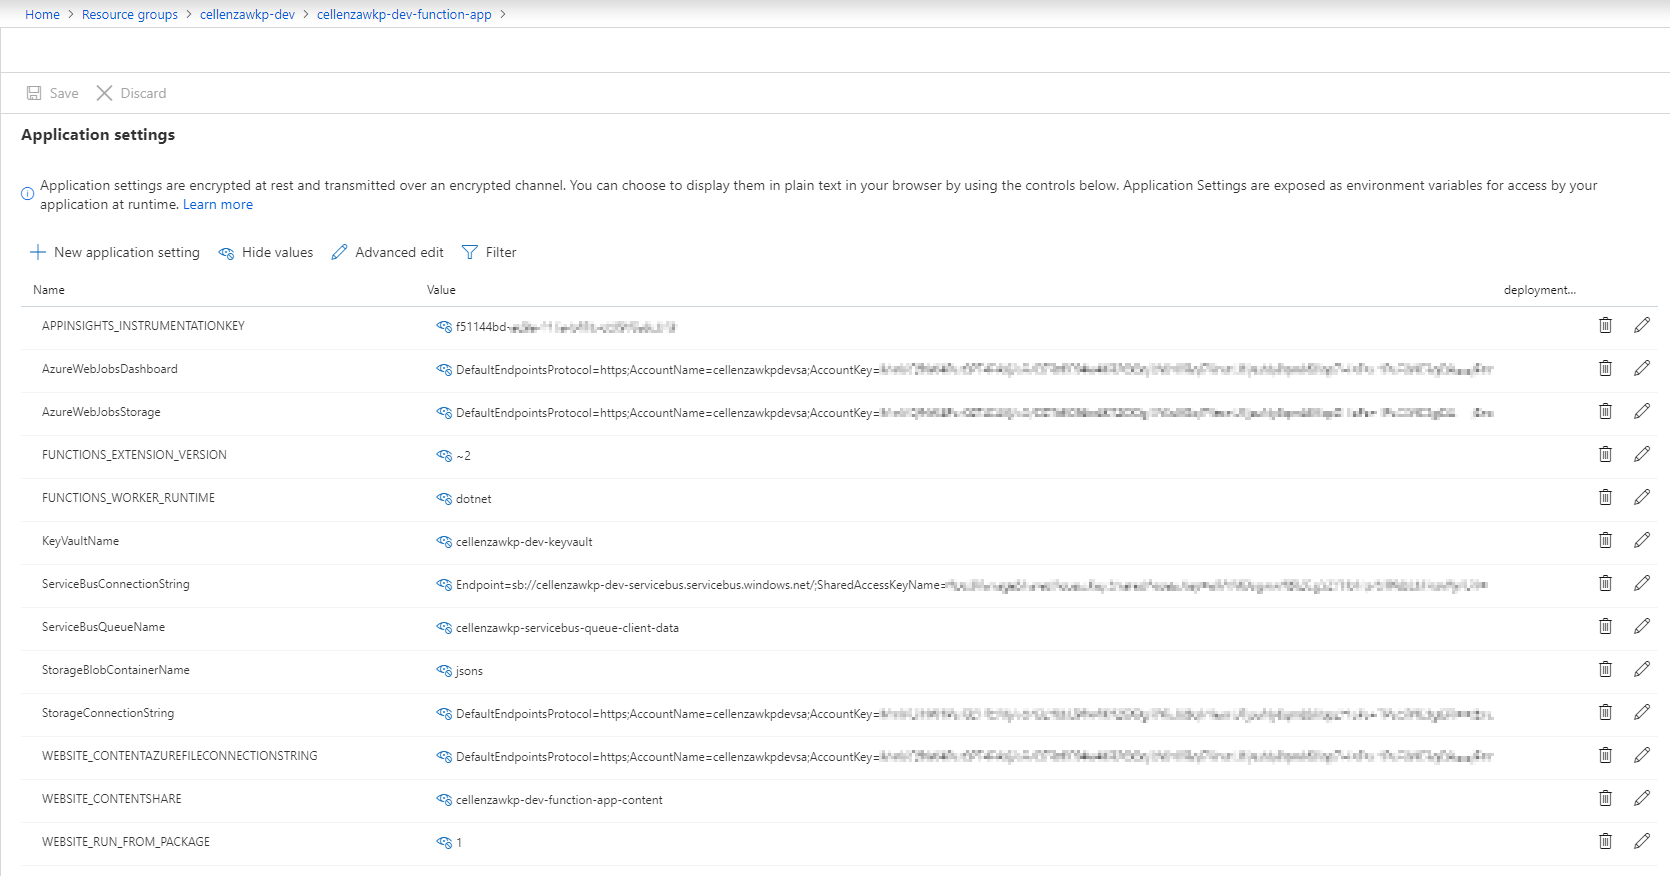 Home > Resource groups > cellenzawkp-dev > cellenzawkp-dev-function-app >
Save Discard
Application settings
Application settings are encrypted at rest and transmitted over an encrypted channel. You can choose to display them in plain text in your browser by using the controls below. Application Settings are exposed as environment variables for access by your
application at runtime. Learn more
New application setting Hide values Advanced edit Filter
Name Value deployment...
APPINSIGHTS_INSTRUMENTATIONKEY f51144bd-
AzureWebJobsDashboard DefaultEndpointsProtocol=https;AccountName=cellenzawkpdevsa;AccountKey=
AzureWebJobsStorage DefaultEndpointsProtocol=https;AccountName=cellenzawkpdevsa;AccountKey=
FUNCTIONS_EXTENSION_VERSION ~2
FUNCTIONS_WORKER_RUNTIME dotnet
KeyVaultName cellenzawkp-dev-keyvault
ServiceBusConnectionString Endpoint=sb://cellenzawkp-dev-servicebus.servicebus.windows.net/;SharedAccessKeyName=
ServiceBusQueueName cellenzawkp-servicebus-queue-client-data
StorageBlobContainerName jsons
StorageConnectionString DefaultEndpointsProtocol=https;AccountName=cellenzawkpdevsa;AccountKey=
WEBSITE_CONTENTAZUREFILECONNECTIONSTRING DefaultEndpointsProtocol=https;AccountName=cellenzawkpdevsa;AccountKey=
WEBSITE_CONTENTSHARE cellenzawkp-dev-function-app-content
WEBSITE_RUN_FROM_PACKAGE 1